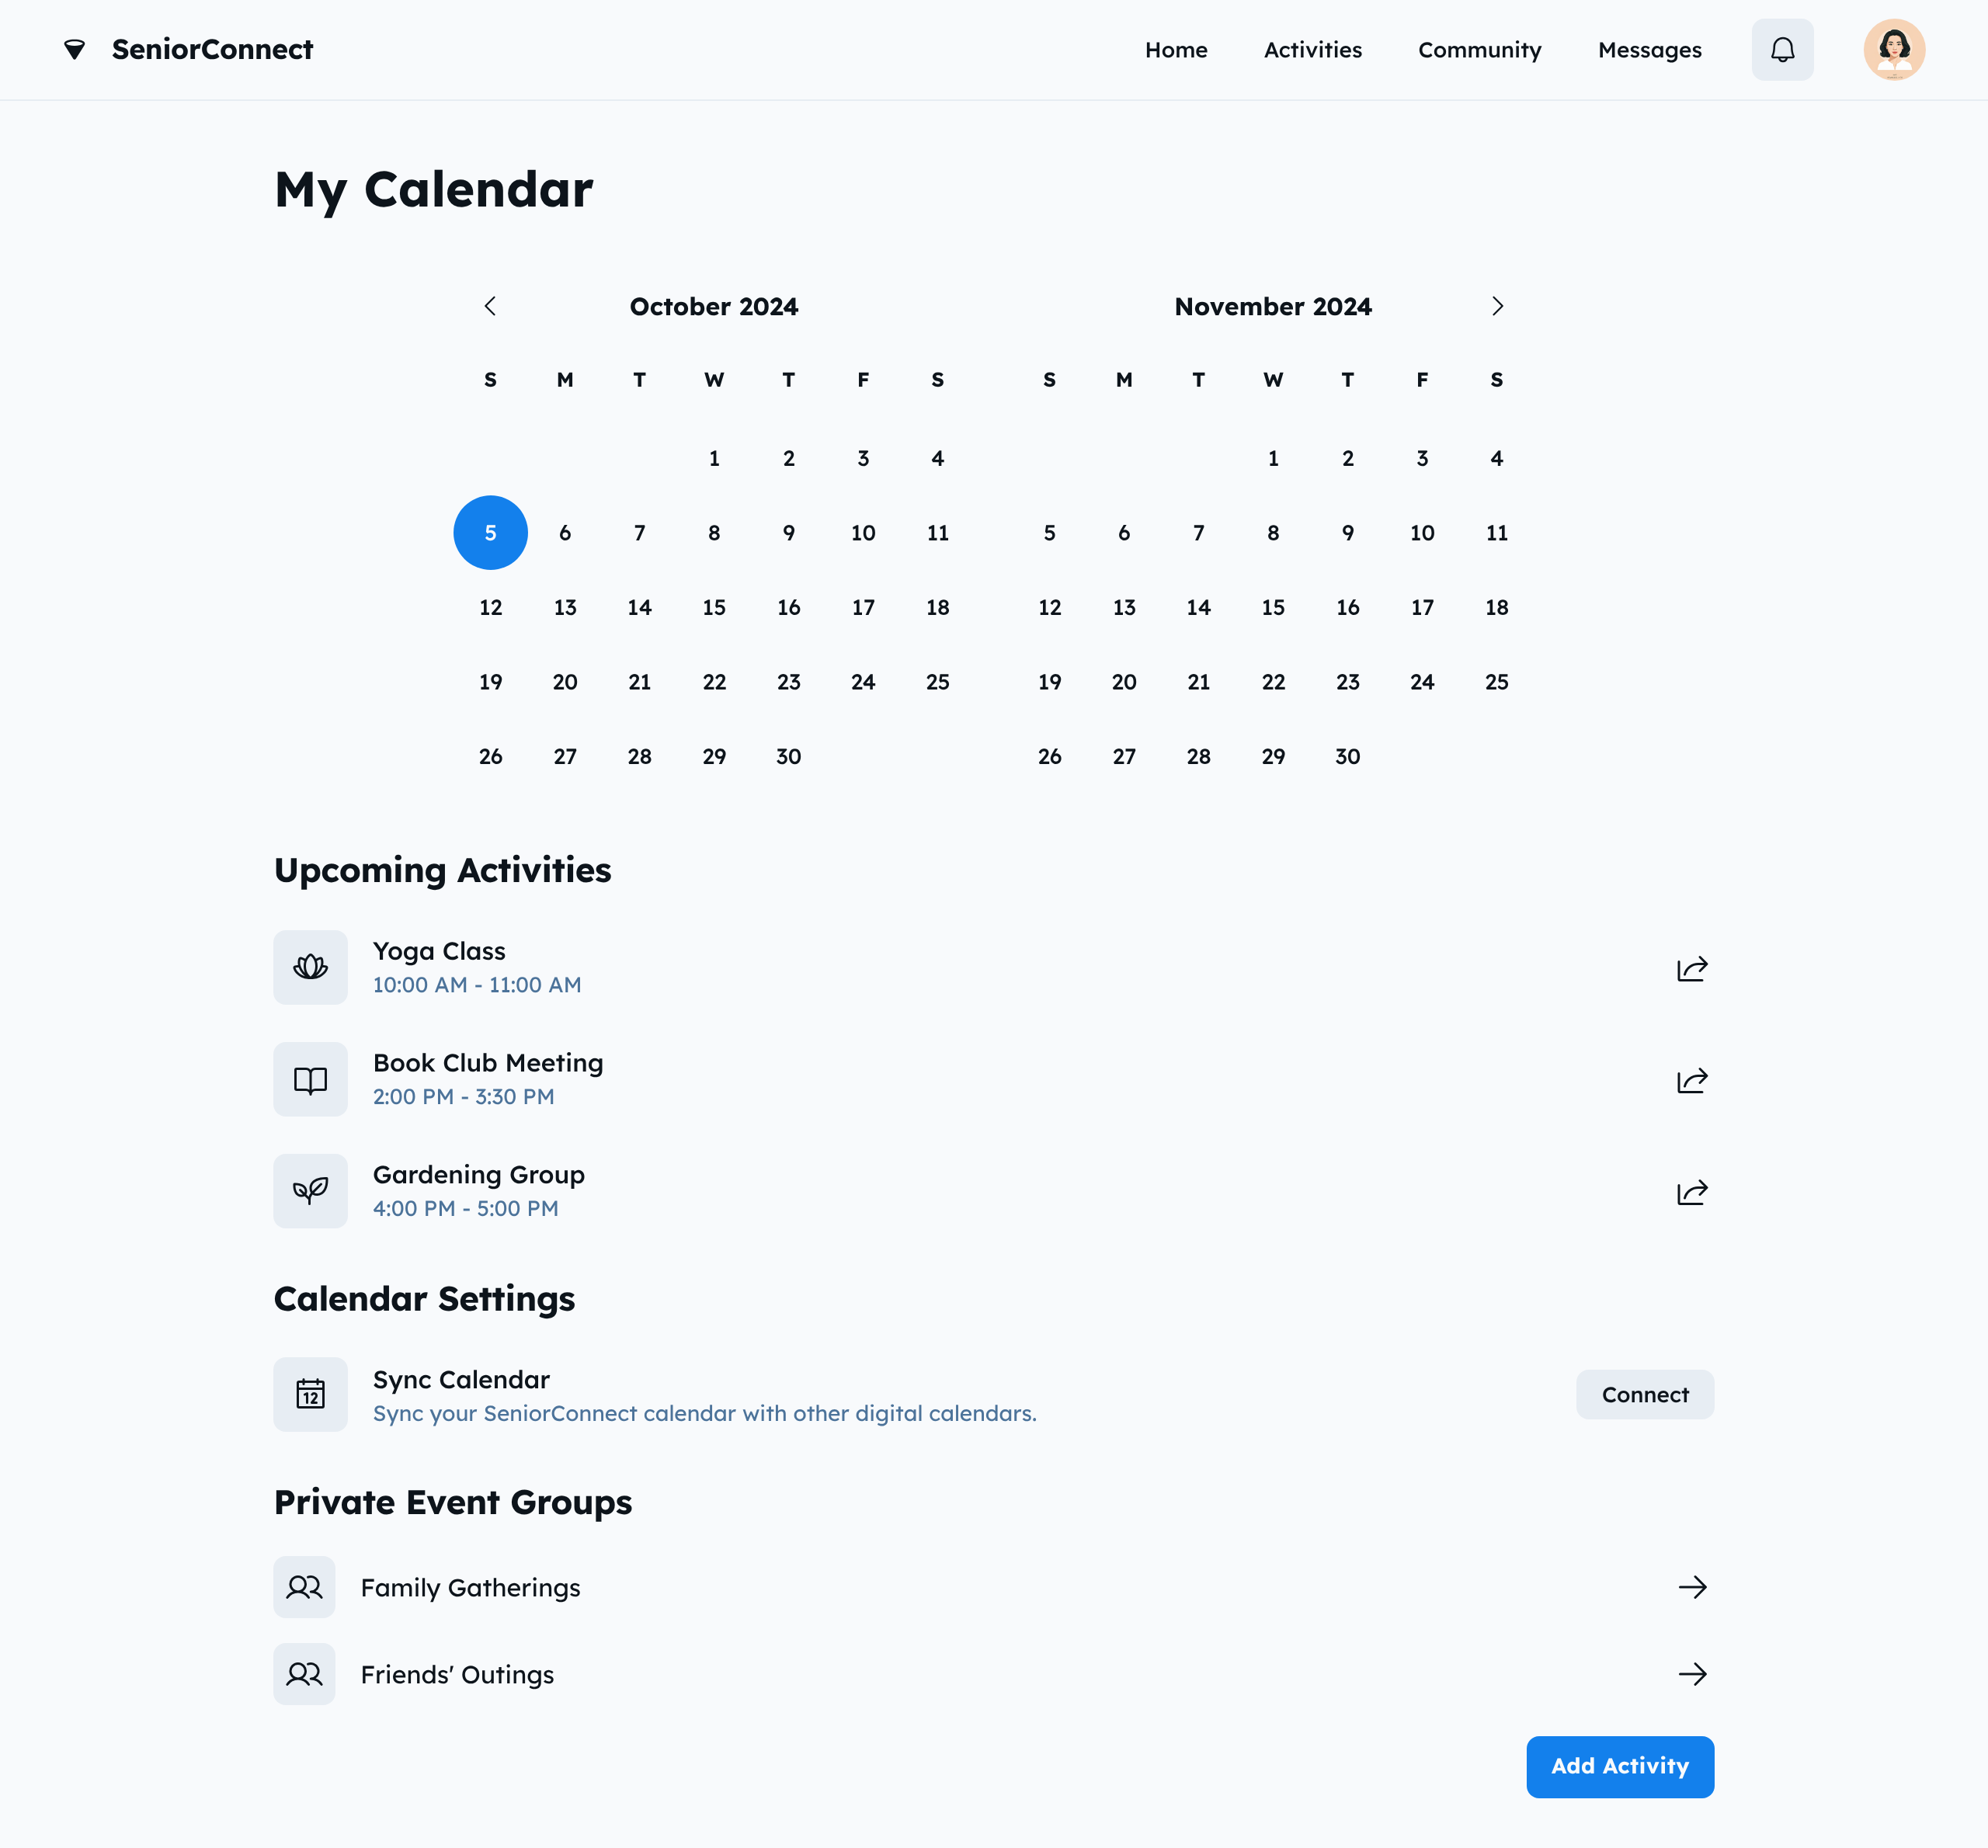 SeniorConnect
Home Activities Community Messages
My Calendar
October 2024
S M T W T F S
1 2 3 4
5 6 7 8 9 10 11
12 13 14 15 16 17 18
19 20 21 22 23 24 25
26 27 28 29 30
November 2024
S M T W T F S
1 2 3 4
5 6 7 8 9 10 11
12 13 14 15 16 17 18
19 20 21 22 23 24 25
26 27 28 29 30
Upcoming Activities
Yoga Class
10:00 AM - 11:00 AM
Book Club Meeting
2:00 PM - 3:30 PM
Gardening Group
4:00 PM - 5:00 PM
Calendar Settings
12
Sync Calendar
Sync your SeniorConnect calendar with other digital calendars.
Connect
Private Event Groups
Family Gatherings
Friends' Outings
Add Activity